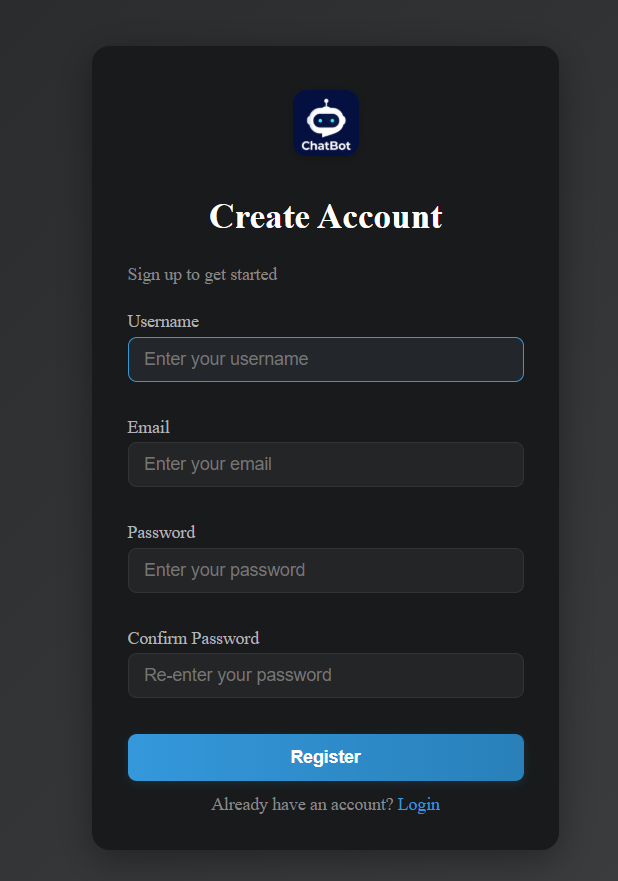 ChatBot
Create Account
Sign up to get started
Username
Enter your username
Email
Enter your email
Password
Enter your password
Confirm Password
Re-enter your password
Register
Already have an account? Login